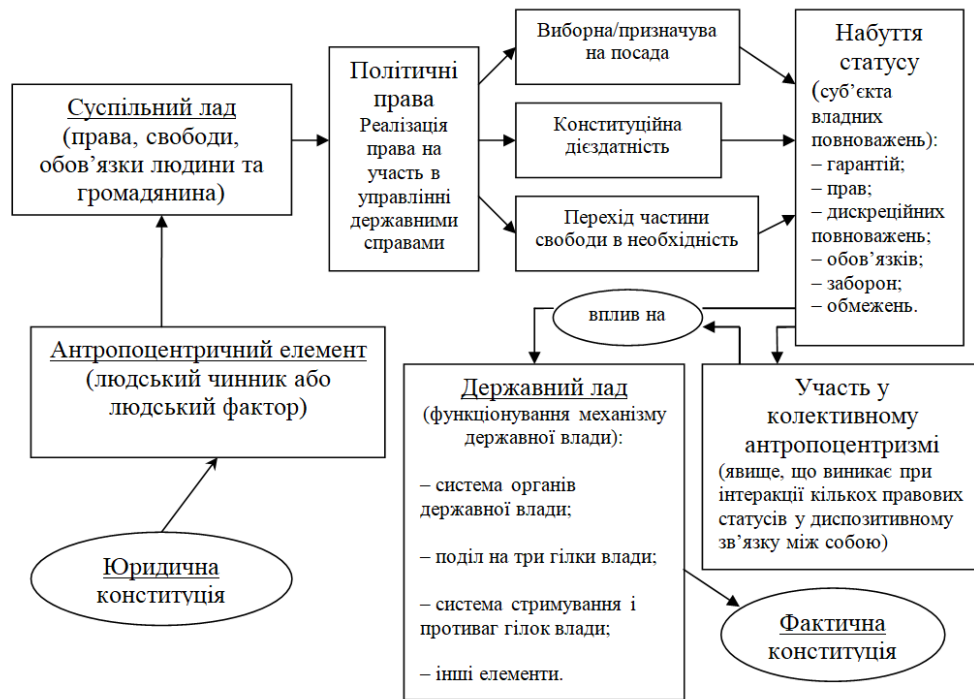 Суспільний лад
(права, свободи,
обов’язки людини та
громадянина)
Політичні
права
Реалізація
права на
участь в
управлінні
державними
справами
Виборна/призначува
на посада
Конституційна
дієздатність
Перехід частини
свободи в необхідність
Набуття
статусу
(суб’єкта
владних
повноважень):
– гарантій;
– прав;
– дискреційних
повноважень;
– обов’язків;
– заборон;
– обмежень.
вплив на
Антропоцентричний елемент
(людський чинник або
людський фактор)
Юридична
конституція
Державний лад
(функціонування механізму
державної влади):
– система органів
державної влади;
– поділ на три гілки влади;
– система стримування і
противаг гілок влади;
– інші елементи.
Участь у
колективному
антропоцентризмі
(явище, що виникає при
інтеракції кількох правових
статусів у диспозитивному
зв’язку між собою)
Фактична
конституція